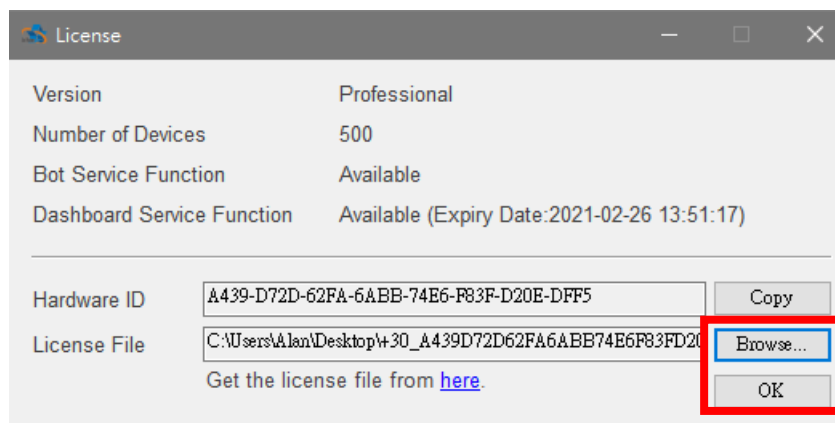 License
Version Professional
Number of Devices 500
Bot Service Function Available
Dashboard Service Function Available (Expiry Date:2021-02-26 13:51:17)
Hardware ID A439-D72D-62FA-6ABB-74E6-F83F-D20E-DFF5 Copy
License File C:\Users\Alan\Desktop\+30_A439D72D62FA6ABB74E6F83FD20 Browse...
Get the license file from here.
OK